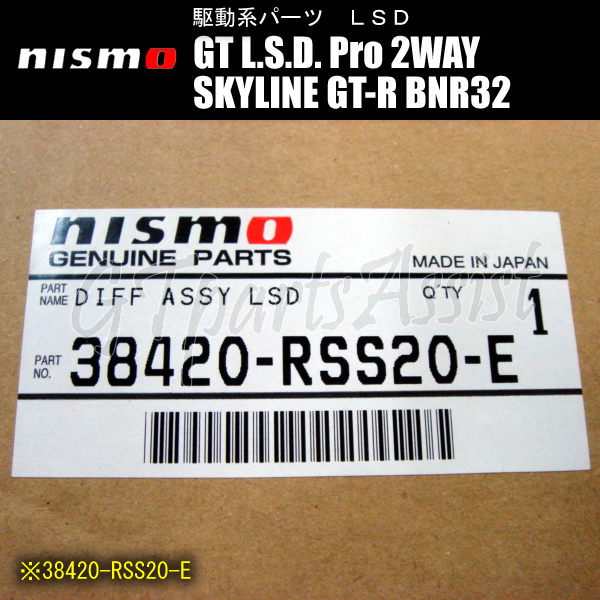 駆動系パーツ　ＬＳＤ
nismo
GT L.S.D. Pro 2WAY
SKYLINE GT-R BNR32
nismo
GENUINE PARTS
MADE IN JAPAN
PART NAME DIFF ASSY LSD Q'TY 1
PART NO. 38420-RSS20-E
GTpartsAssist
※38420-RSS20-E